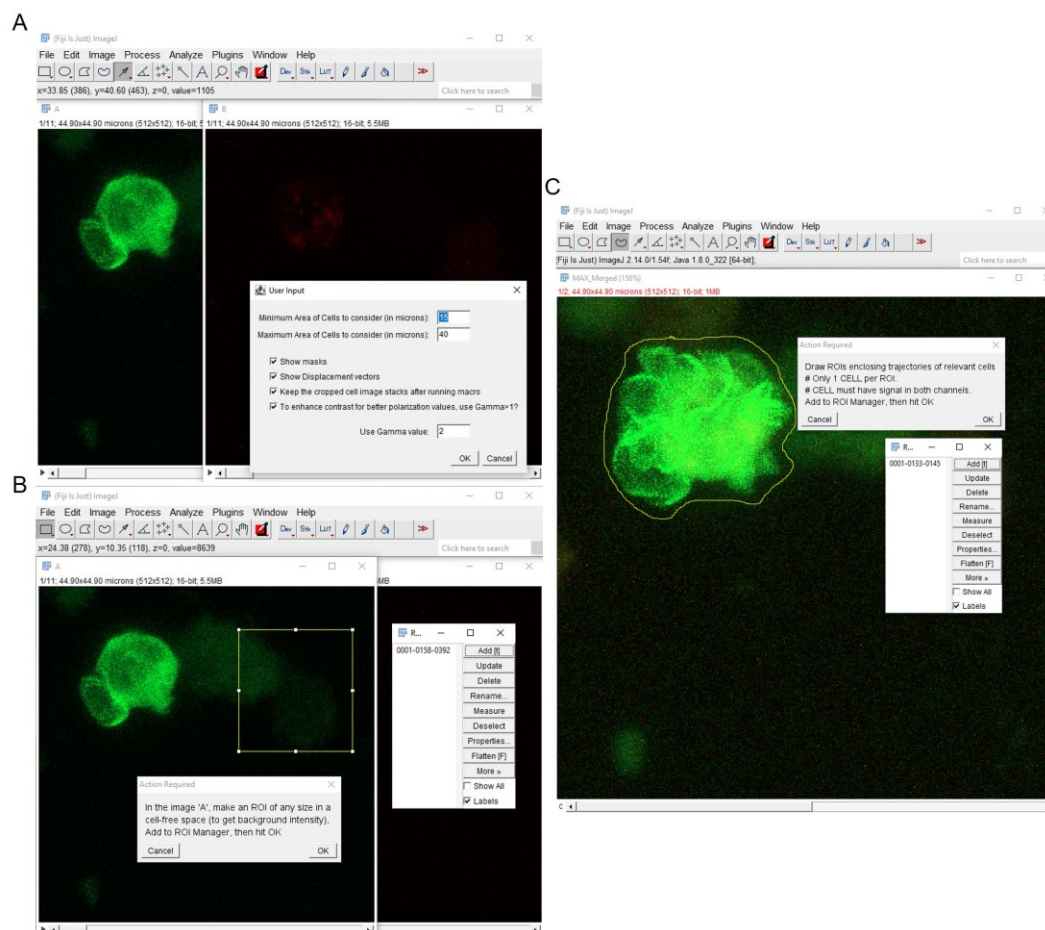 A
(Fiji Is Just) ImageJ
File Edit Image Process Analyze Plugins Window Help
Dev Stk LUT
x=33.85 (386), y=40.60 (463), z=0, value=1105
Click here to search
A
1/11; 44.90x44.90 microns (512x512); 16-bit; 5
B
1/11; 44.90x44.90 microns (512x512); 16-bit; 5.5MB
User Input
Minimum Area of Cells to consider (in microns): 15
Maximum Area of Cells to consider (in microns): 40
Show masks
Show Displacement vectors
Keep the cropped cell image stacks after running macro
To enhance contrast for better polarization values, use Gamma>1?
Use Gamma value: 2
OK Cancel
B
(Fiji Is Just) ImageJ
File Edit Image Process Analyze Plugins Window Help
Dev Stk LUT
x=24.38 (278), y=10.35 (118), z=0, value=8639
Click here to search
A
1/11; 44.90x44.90 microns (512x512); 16-bit; 5.5MB
MB
R...
0001-0158-0392
Add [t]
Update
Delete
Rename...
Measure
Deselect
Properties...
Flatten [F]
More »
Show All
Labels
Action Required
In the image 'A', make an ROI of any size in a
cell-free space (to get background intensity),
Add to ROI Manager, then hit OK
Cancel OK
C
(Fiji Is Just) ImageJ
File Edit Image Process Analyze Plugins Window Help
Dev Stk LUT
(Fiji Is Just) ImageJ 2.14.0/1.54f; Java 1.8.0_322 [64-bit];
Click here to search
MAX_Merged (158%)
1/2; 44.90x44.90 microns (512x512); 16-bit; 1MB
Action Required
Draw ROIs enclosing trajectories of relevant cells
# Only 1 CELL per ROI.
# CELL must have signal in both channels.
Add to ROI Manager, then hit OK
Cancel OK
R...
0001-0133-0145
Add [t]
Update
Delete
Rename...
Measure
Deselect
Properties...
Flatten [F]
More »
Show All
Labels
c